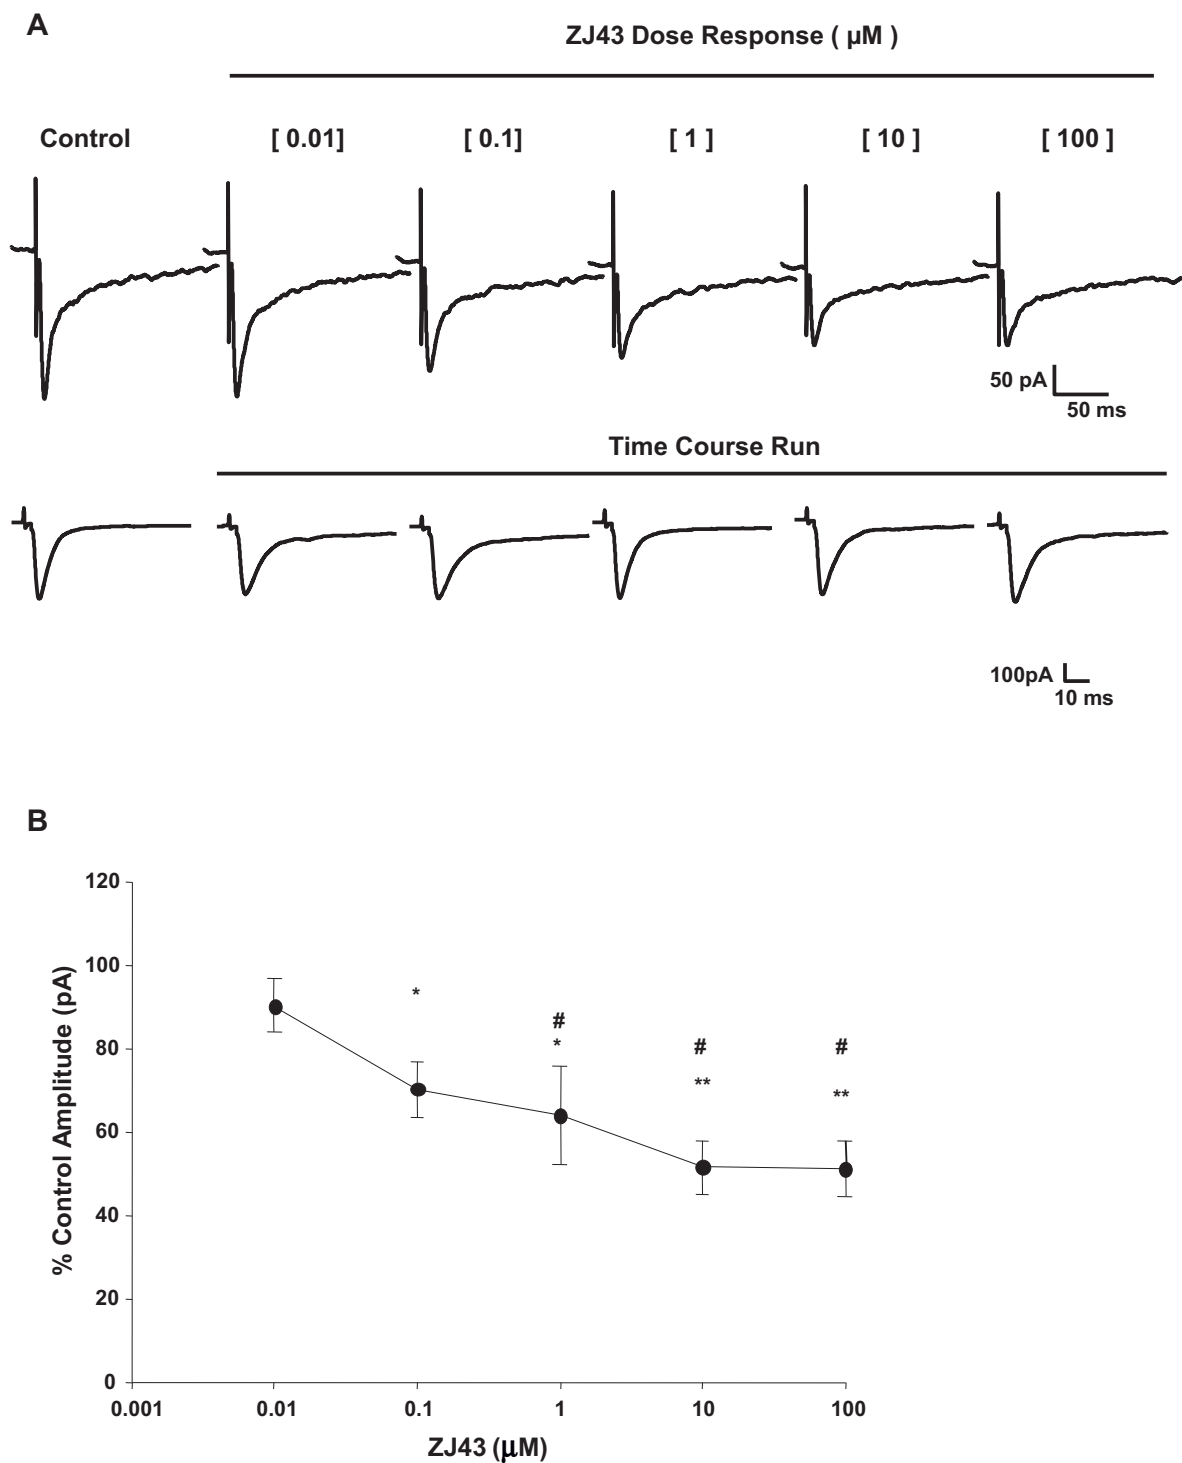 A
ZJ43 Dose Response ( µM )
Control [ 0.01] [ 0.1] [ 1 ] [ 10 ] [ 100 ]
50 pA
50 ms
Time Course Run
100pA
10 ms
B
120
100
80
60
40
20
0
% Control Amplitude (pA)
*
#
*
#
**
#
**
0.001 0.01 0.1 1 10 100
ZJ43 (µM)